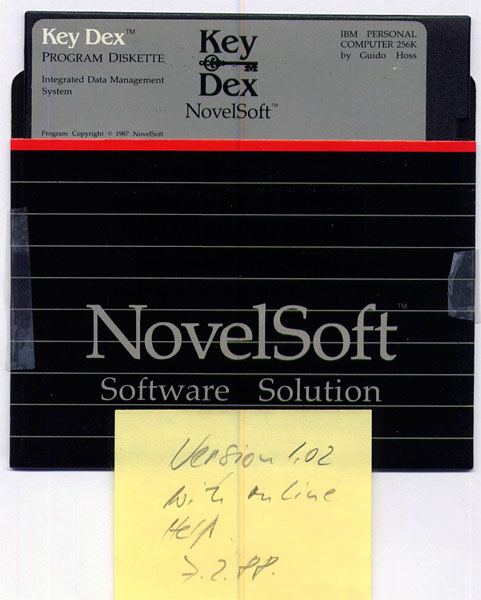 Key Dex™
PROGRAM DISKETTE
Integrated Data Management
System
Program Copyright © 1987 NovelSoft
Key
Dex
NovelSoft™
IBM PERSONAL
COMPUTER 256K
by Guido Hoss
NovelSoft™
Software Solution
Version 1.02
with online
Help.
7.2.88.